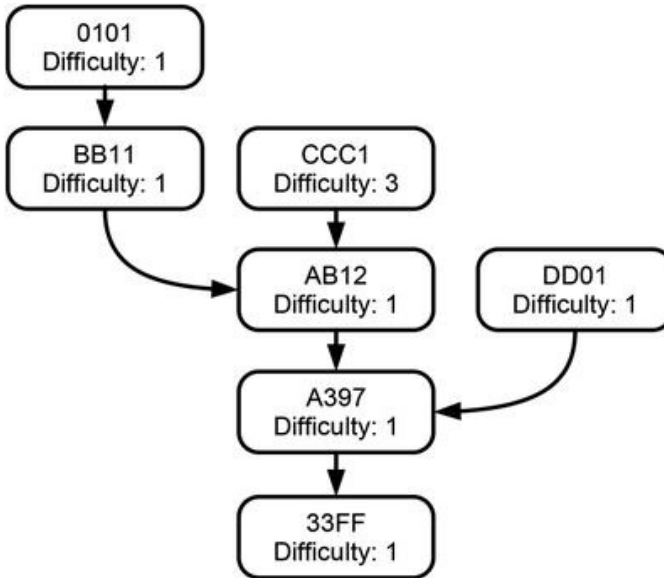 0101
Difficulty: 1
BB11
Difficulty: 1
CCC1
Difficulty: 3
AB12
Difficulty: 1
DD01
Difficulty: 1
A397
Difficulty: 1
33FF
Difficulty: 1